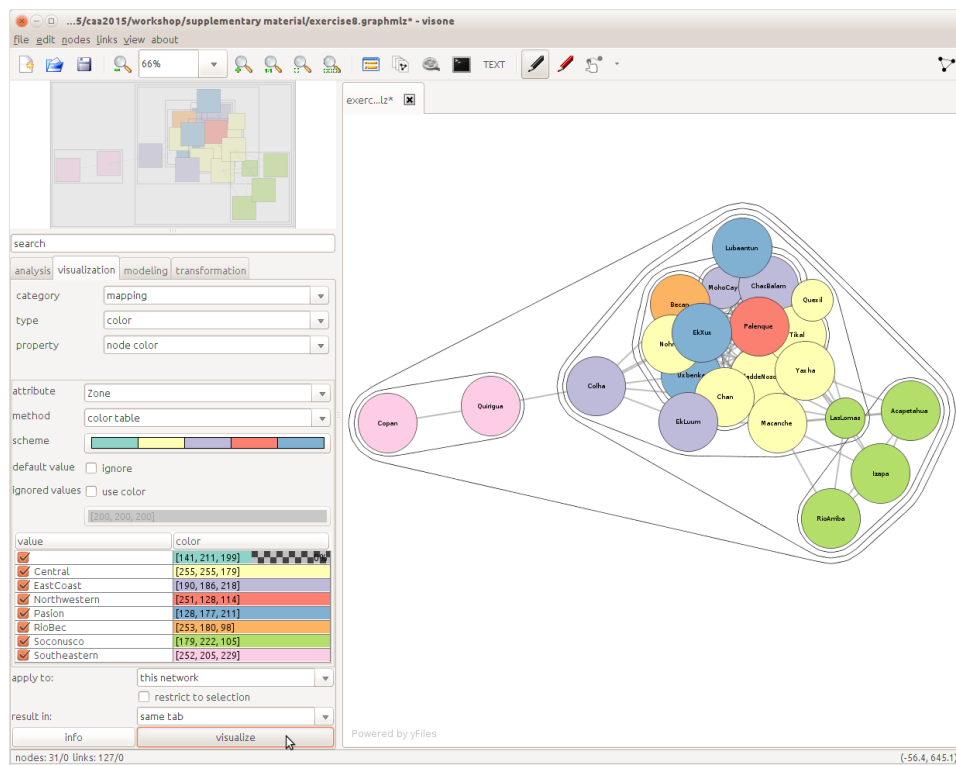 ...5/caa2015/workshop/supplementary material/exercise8.graphmlz* - visone
file edit nodes links view about
66% TEXT
exerc...lz*
search
analysis visualization modeling transformation
category mapping
type color
property node color
attribute Zone
method color table
scheme
default value ignore
ignored values use color
[200, 200, 200]
value color
[141, 211, 199]
Central [255, 255, 179]
EastCoast [190, 186, 218]
Northwestern [251, 128, 114]
Pasion [128, 177, 211]
RioBec [253, 180, 98]
Soconusco [179, 222, 105]
Southeastern [252, 205, 229]
apply to: this network
restrict to selection
result in: same tab
info visualize
nodes: 31/0 links: 127/0
Lubaantun
MohoCay ChacBalam
Becan Quexil
EkXux Palenque Tikal
Nohm
Uxbenka addeNozo Yaxha
Colha
Chan
Copan Quirigua
EkLuum Macanche LasLomas Acapetahua
Izapa
RioArriba
Powered by yFiles
(-56.4, 645.1)